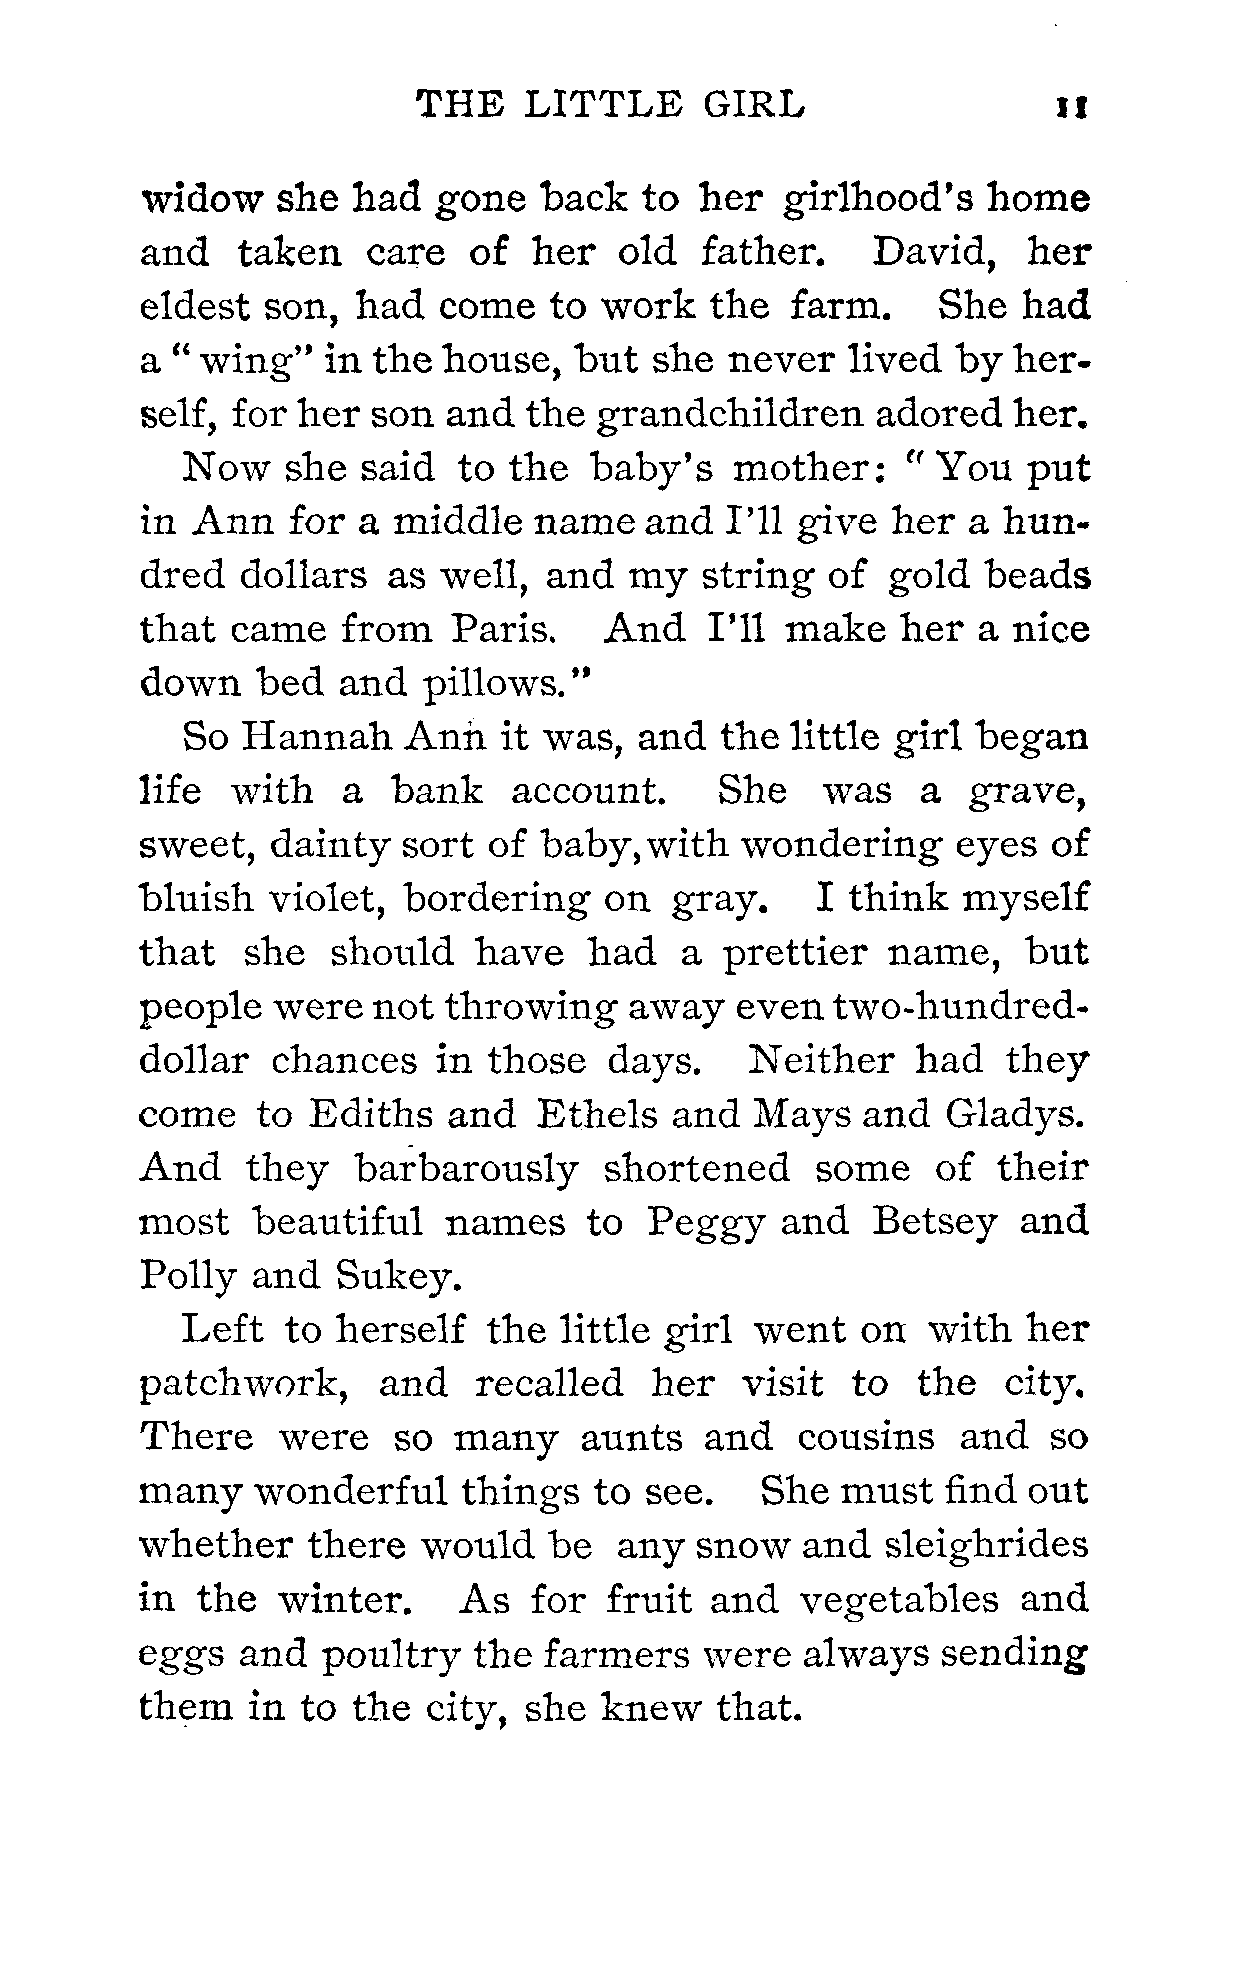 THE LITTLE GIRL 11
widow she had gone back to her girlhood's home
and taken care of her old father. David, her
eldest son, had come to work the farm. She had
a "wing" in the house, but she never lived by her-
self, for her son and the grandchildren adored her.
Now she said to the baby's mother: "You put
in Ann for a middle name and I'll give her a hun-
dred dollars as well, and my string of gold beads
that came from Paris. And I'll make her a nice
down bed and pillows."
So Hannah Ann it was, and the little girl began
life with a bank account. She was a grave,
sweet, dainty sort of baby, with wondering eyes of
bluish violet, bordering on gray. I think myself
that she should have had a prettier name, but
people were not throwing away even two-hundred-
dollar chances in those days. Neither had they
come to Ediths and Ethels and Mays and Gladys.
And they barbarously shortened some of their
most beautiful names to Peggy and Betsey and
Polly and Sukey.
Left to herself the little girl went on with her
patchwork, and recalled her visit to the city.
There were so many aunts and cousins and so
many wonderful things to see. She must find out
whether there would be any snow and sleighrides
in the winter. As for fruit and vegetables and
eggs and poultry the farmers were always sending
them in to the city, she knew that.